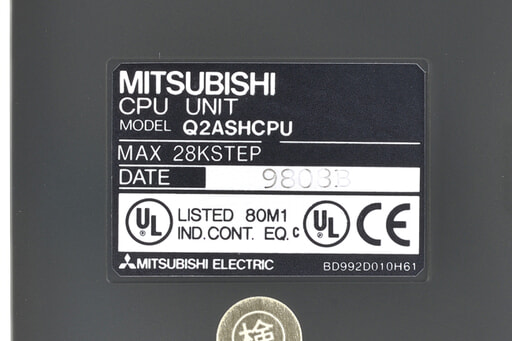 MITSUBISHI
CPU UNIT
MODEL Q2ASHCPU
MAX 28KSTEP
DATE 9803B
UL LISTED 80M1 IND.CONT. EQ. c UL CE
MITSUBISHI ELECTRIC BD992D010H61
検